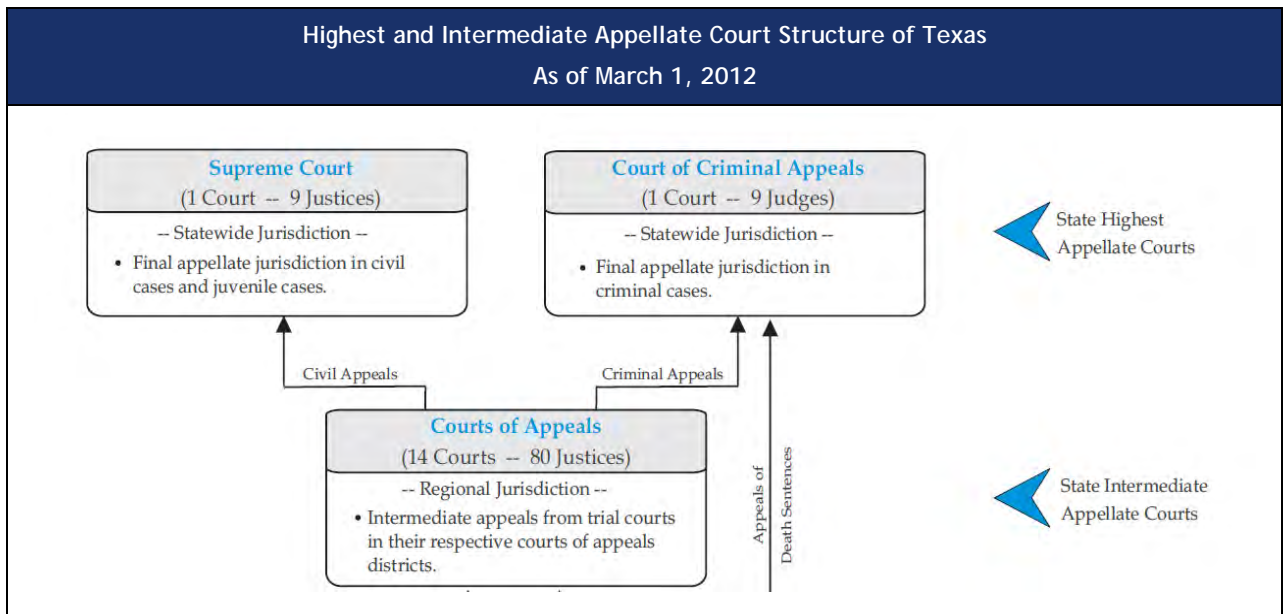 Highest and Intermediate Appellate Court Structure of Texas
As of March 1, 2012
Supreme Court
(1 Court -- 9 Justices)
-- Statewide Jurisdiction --
• Final appellate jurisdiction in civil
cases and juvenile cases.
Court of Criminal Appeals
(1 Court -- 9 Judges)
-- Statewide Jurisdiction --
• Final appellate jurisdiction in
criminal cases.
State Highest
Appellate Courts
Civil Appeals
Criminal Appeals
Courts of Appeals
(14 Courts -- 80 Justices)
-- Regional Jurisdiction --
• Intermediate appeals from trial courts
in their respective courts of appeals
districts.
Appeals of
Death Sentences
State Intermediate
Appellate Courts